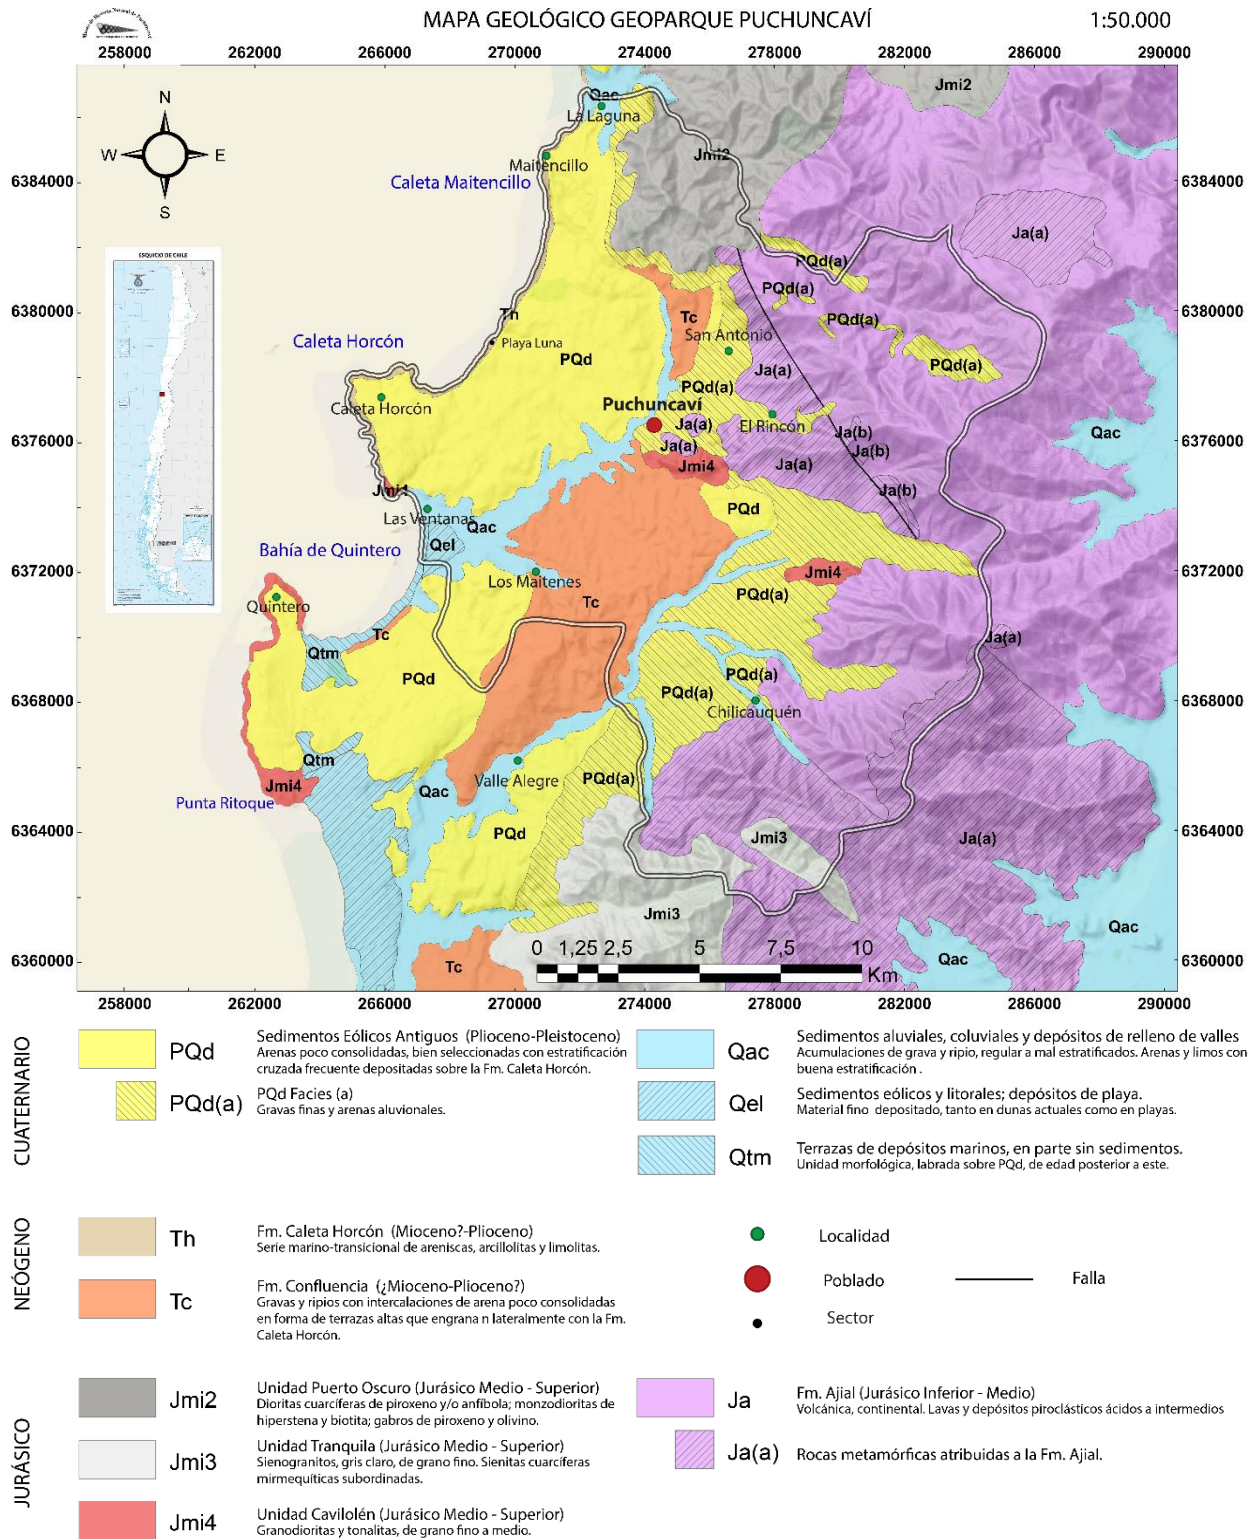 Museo de Historia Natural de Puchuncaví
MAPA GEOLÓGICO GEOPARQUE PUCHUNCAVÍ
1:50.000
258000 262000 266000 270000 274000 278000 282000 286000 290000
N
W E
S
6384000
6380000
6376000
6372000
6368000
6364000
6360000
6384000
6380000
6376000
6372000
6368000
6364000
6360000
ESQUICIO DE CHILE
Qac
La Laguna
Jmi2
Jmi2
Maitencillo
Caleta Maitencillo
Ja(a)
PQd(a)
PQd(a)
Th
Tc
PQd(a)
Caleta Horcón
Playa Luna
San Antonio
PQd
PQd(a)
Ja(a)
PQd(a)
Caleta Horcón
Puchuncaví
Ja(a)
El Rincón
Ja(b)
Qac
Ja(a)
Ja(b)
Jmi4
Ja(a)
Jmi4
Ja(b)
Las Ventanas
Qac
PQd
Bahía de Quintero
Qel
Los Maitenes
Jmi4
Quintero
Tc
PQd(a)
Tc
Ja(a)
Qtm
PQd
PQd(a)
PQd(a)
Chilicauquén
Qtm
Valle Alegre
PQd(a)
Jmi4
Qac
Punta Ritoque
PQd
Jmi3
Ja(a)
Jmi3
Qac
Tc
Qac
0 1,25 2,5 5 7,5 10
Km
258000 262000 266000 270000 274000 278000 282000 286000 290000
CUATERNARIO
PQd
Sedimentos Eólicos Antiguos (Plioceno-Pleistoceno)
Arenas poco consolidadas, bien seleccionadas con estratificación
cruzada frecuente depositadas sobre la Fm. Caleta Horcón.
PQd(a)
PQd Facies (a)
Gravas finas y arenas aluvionales.
Qac
Sedimentos aluviales, coluviales y depósitos de relleno de valles
Acumulaciones de grava y ripio, regular a mal estratificados. Arenas y limos con
buena estratificación .
Qel
Sedimentos eólicos y litorales; depósitos de playa.
Material fino depositado, tanto en dunas actuales como en playas.
Qtm
Terrazas de depósitos marinos, en parte sin sedimentos.
Unidad morfológica, labrada sobre PQd, de edad posterior a este.
NEÓGENO
Th
Fm. Caleta Horcón (Mioceno?-Plioceno)
Serie marino-transicional de areniscas, arcillolitas y limolitas.
Tc
Fm. Confluencia (¿Mioceno-Plioceno?)
Gravas y ripios con intercalaciones de arena poco consolidadas
en forma de terrazas altas que engrana n lateralmente con la Fm.
Caleta Horcón.
Localidad
Poblado
Falla
Sector
JURÁSICO
Jmi2
Unidad Puerto Oscuro (Jurásico Medio - Superior)
Dioritas cuarcíferas de piroxeno y/o anfíbola; monzodioritas de
hiperstena y biotita; gabros de piroxeno y olivino.
Jmi3
Unidad Tranquila (Jurásico Medio - Superior)
Sienogranitos, gris claro, de grano fino. Sienitas cuarcíferas
mirmequíticas subordinadas.
Jmi4
Unidad Cavilolén (Jurásico Medio - Superior)
Granodioritas y tonalitas, de grano fino a medio.
Ja
Fm. Ajial (Jurásico Inferior - Medio)
Volcánica, continental. Lavas y depósitos piroclásticos ácidos a intermedios
Ja(a)
Rocas metamórficas atribuidas a la Fm. Ajial.